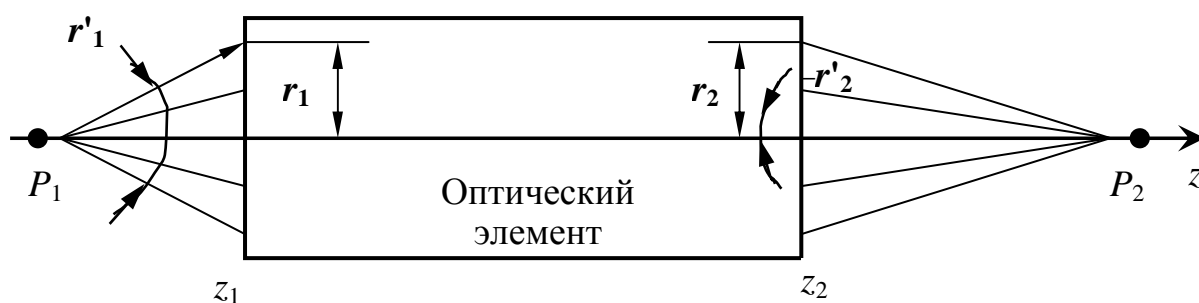 r'₁
r₁
r₂
–r'₂
P₁
P₂
z
Оптический
элемент
z₁
z₂